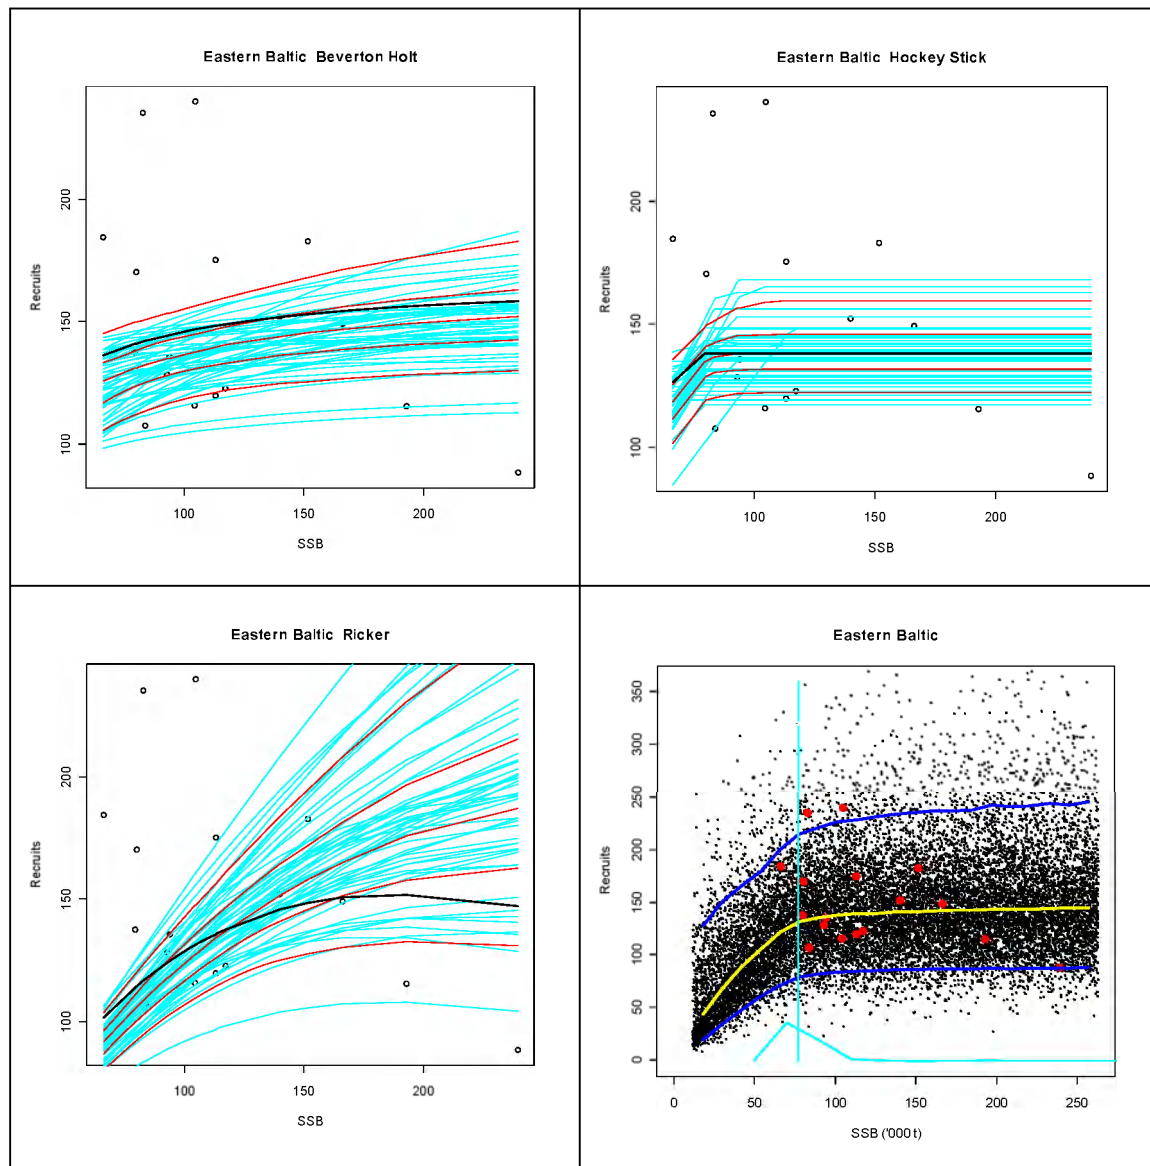 Eastern Baltic Beverton Holt
200
150
100
Recruits
100
150
200
SSB
Eastern Baltic Hockey Stick
200
150
100
Recruits
100
150
200
SSB
Eastern Baltic Ricker
200
150
100
Recruits
100
150
200
SSB
Eastern Baltic
350
300
250
200
150
100
50
0
Recruits
0
50
100
150
200
250
SSB ('000 t)